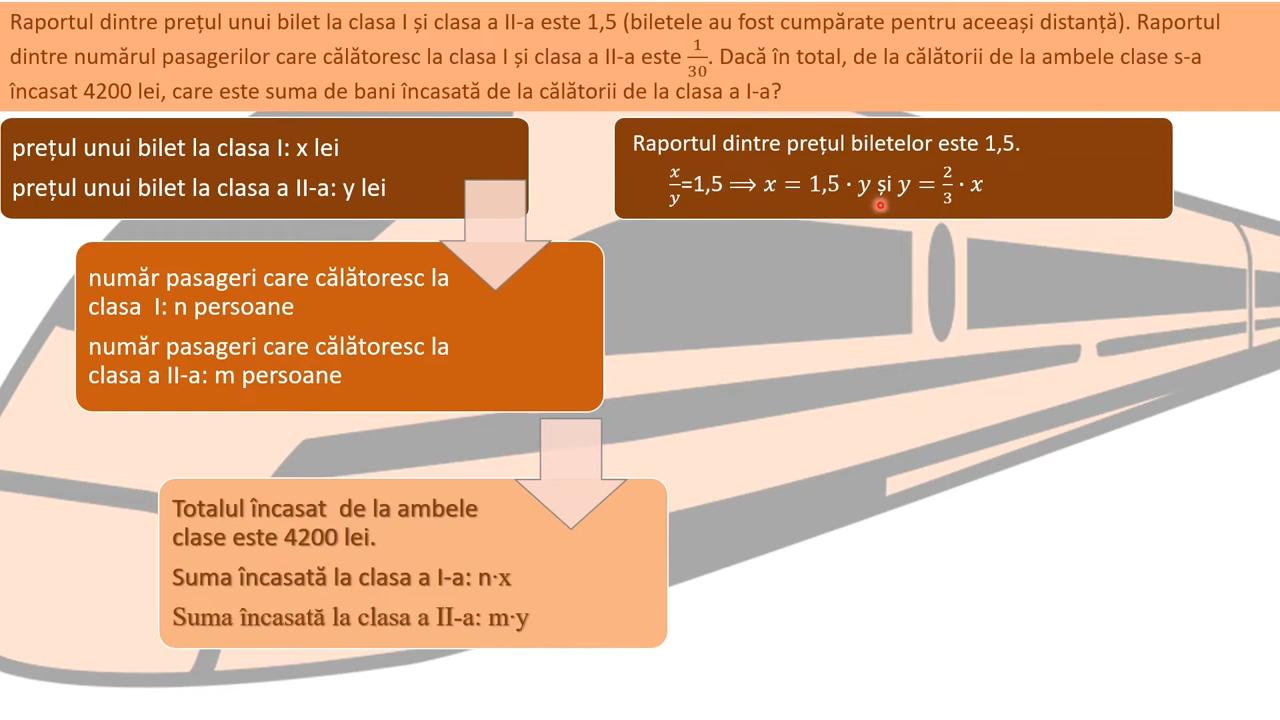 Raportul dintre prețul unui bilet la clasa I și clasa a II-a este 1,5 (biletele au fost cumpărate pentru aceeași distanță). Raportul
dintre numărul pasagerilor care călătoresc la clasa I și clasa a II-a este 1/30. Dacă în total, de la călătorii de la ambele clase s-a
încasat 4200 lei, care este suma de bani încasată de la călătorii de la clasa a I-a?
prețul unui bilet la clasa I: x lei
prețul unui bilet la clasa a II-a: y lei
Raportul dintre prețul biletelor este 1,5.
x/y=1,5 ⟹ x = 1,5 · y și y = 2/3 · x
număr pasageri care călătoresc la
clasa I: n persoane
număr pasageri care călătoresc la
clasa a II-a: m persoane
Totalul încasat de la ambele
clase este 4200 lei.
Suma încasată la clasa a I-a: n·x
Suma încasată la clasa a II-a: m·y